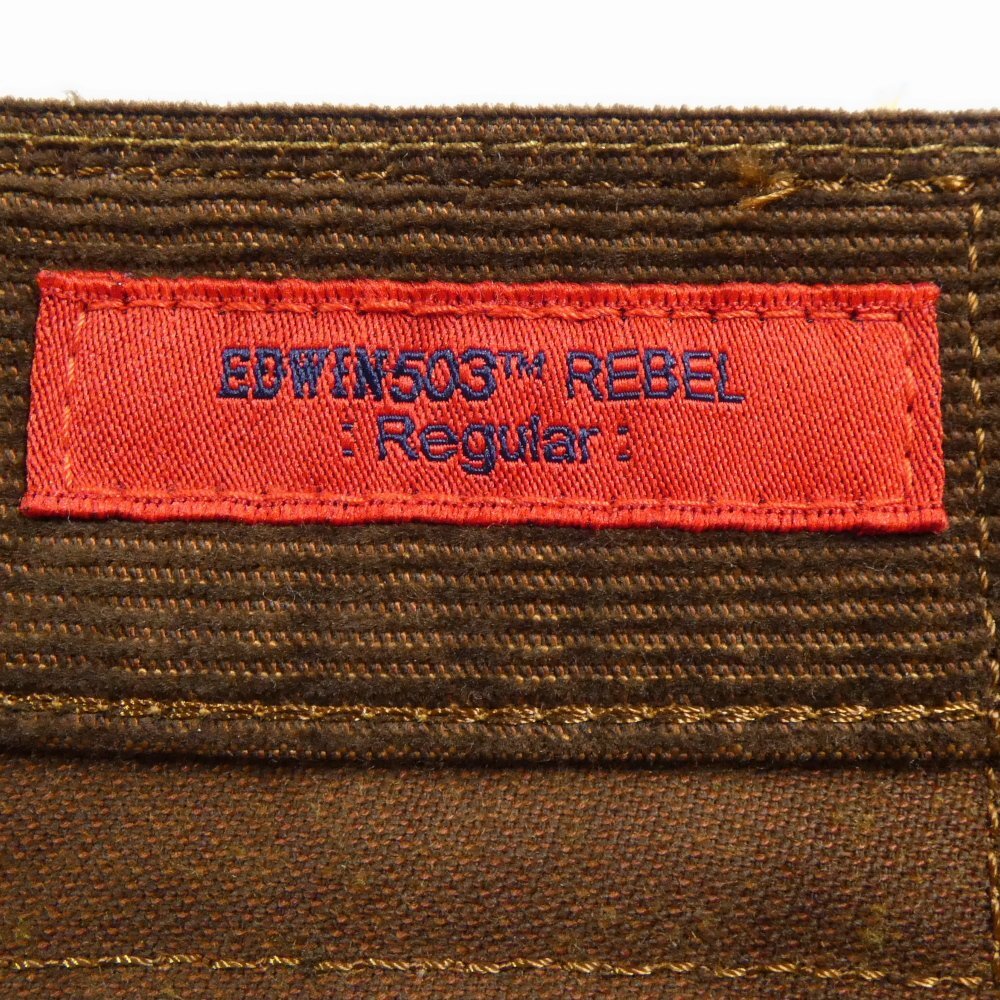 EDWIN503™ REBEL
: Regular :